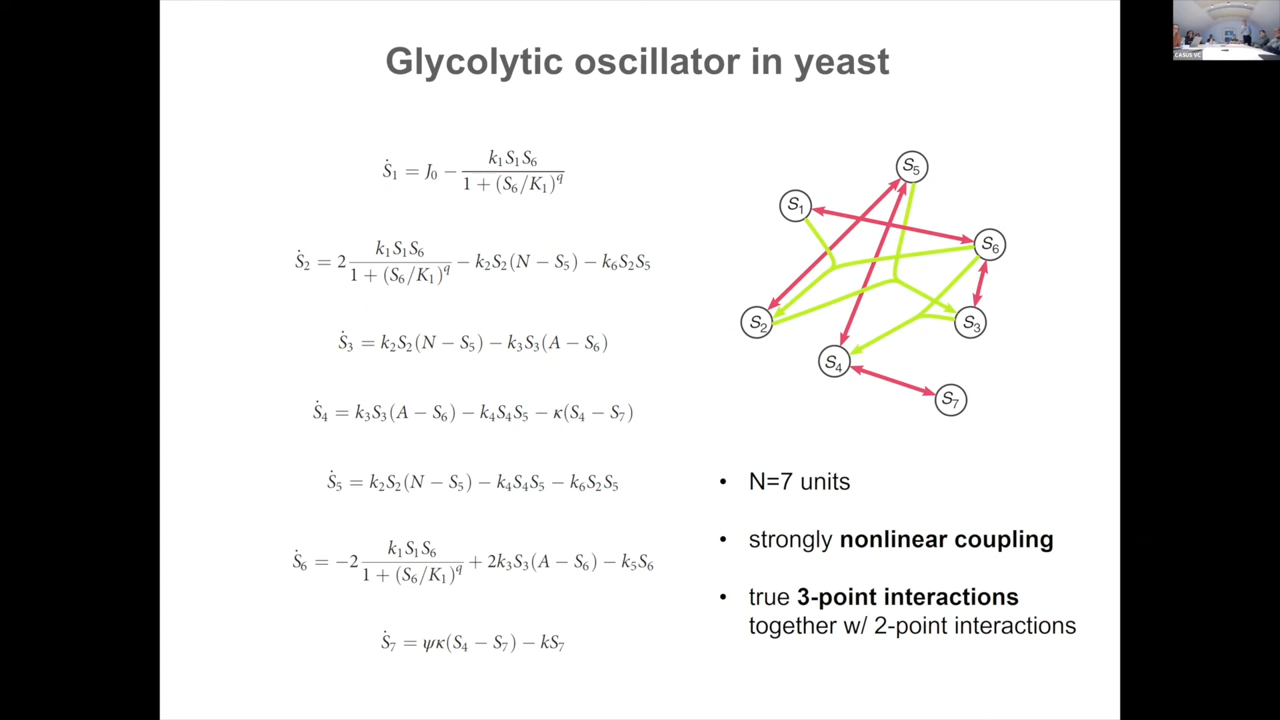 Glycolytic oscillator in yeast
Ṡ₁ = J₀ − k₁S₁S₆ / 1 + (S₆/K₁)^q
Ṡ₂ = 2 k₁S₁S₆ / 1 + (S₆/K₁)^q − k₂S₂(N − S₅) − k₆S₂S₅
Ṡ₃ = k₂S₂(N − S₅) − k₃S₃(A − S₆)
Ṡ₄ = k₃S₃(A − S₆) − k₄S₄S₅ − κ(S₄ − S₇)
Ṡ₅ = k₂S₂(N − S₅) − k₄S₄S₅ − k₆S₂S₅
Ṡ₆ = −2 k₁S₁S₆ / 1 + (S₆/K₁)^q + 2k₃S₃(A − S₆) − k₅S₆
Ṡ₇ = ψκ(S₄ − S₇) − kS₇
S₅
S₁
S₆
S₂
S₃
S₄
S₇
• N=7 units
• strongly nonlinear coupling
• true 3-point interactions
together w/ 2-point interactions
CASUS VC